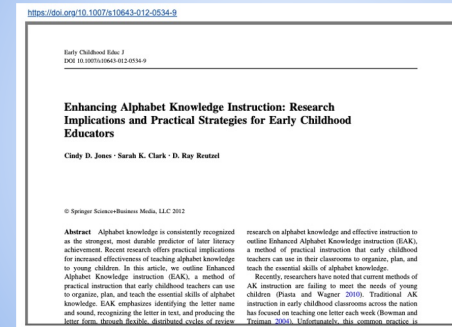 https://doi.org/10.1007/s10643-012-0534-9
Early Childhood Educ J
DOI 10.1007/s10643-012-0534-9
Enhancing Alphabet Knowledge Instruction: Research
Implications and Practical Strategies for Early Childhood
Educators
Cindy D. Jones · Sarah K. Clark · D. Ray Reutzel
© Springer Science+Business Media, LLC 2012
Abstract Alphabet knowledge is consistently recognized
as the strongest, most durable predictor of later literacy
achievement. Recent research offers practical implications
for increased effectiveness of teaching alphabet knowledge
to young children. In this article, we outline Enhanced
Alphabet Knowledge instruction (EAK), a method of
practical instruction that early childhood teachers can use
to organize, plan, and teach the essential skills of alphabet
knowledge. EAK emphasizes identifying the letter name
and sound, recognizing the letter in text, and producing the
letter form, through flexible, distributed cycles of review
research on alphabet knowledge and effective instruction to
outline Enhanced Alphabet Knowledge instruction (EAK),
a method of practical instruction that early childhood
teachers can use in their classrooms to organize, plan, and
teach the essential skills of alphabet knowledge.
Recently, researchers have noted that current methods of
AK instruction are failing to meet the needs of young
children (Piasta and Wagner 2010). Traditional AK
instruction in early childhood classrooms across the nation
has focused on teaching one letter each week (Bowman and
Treiman 2004). Unfortunately, this common practice is